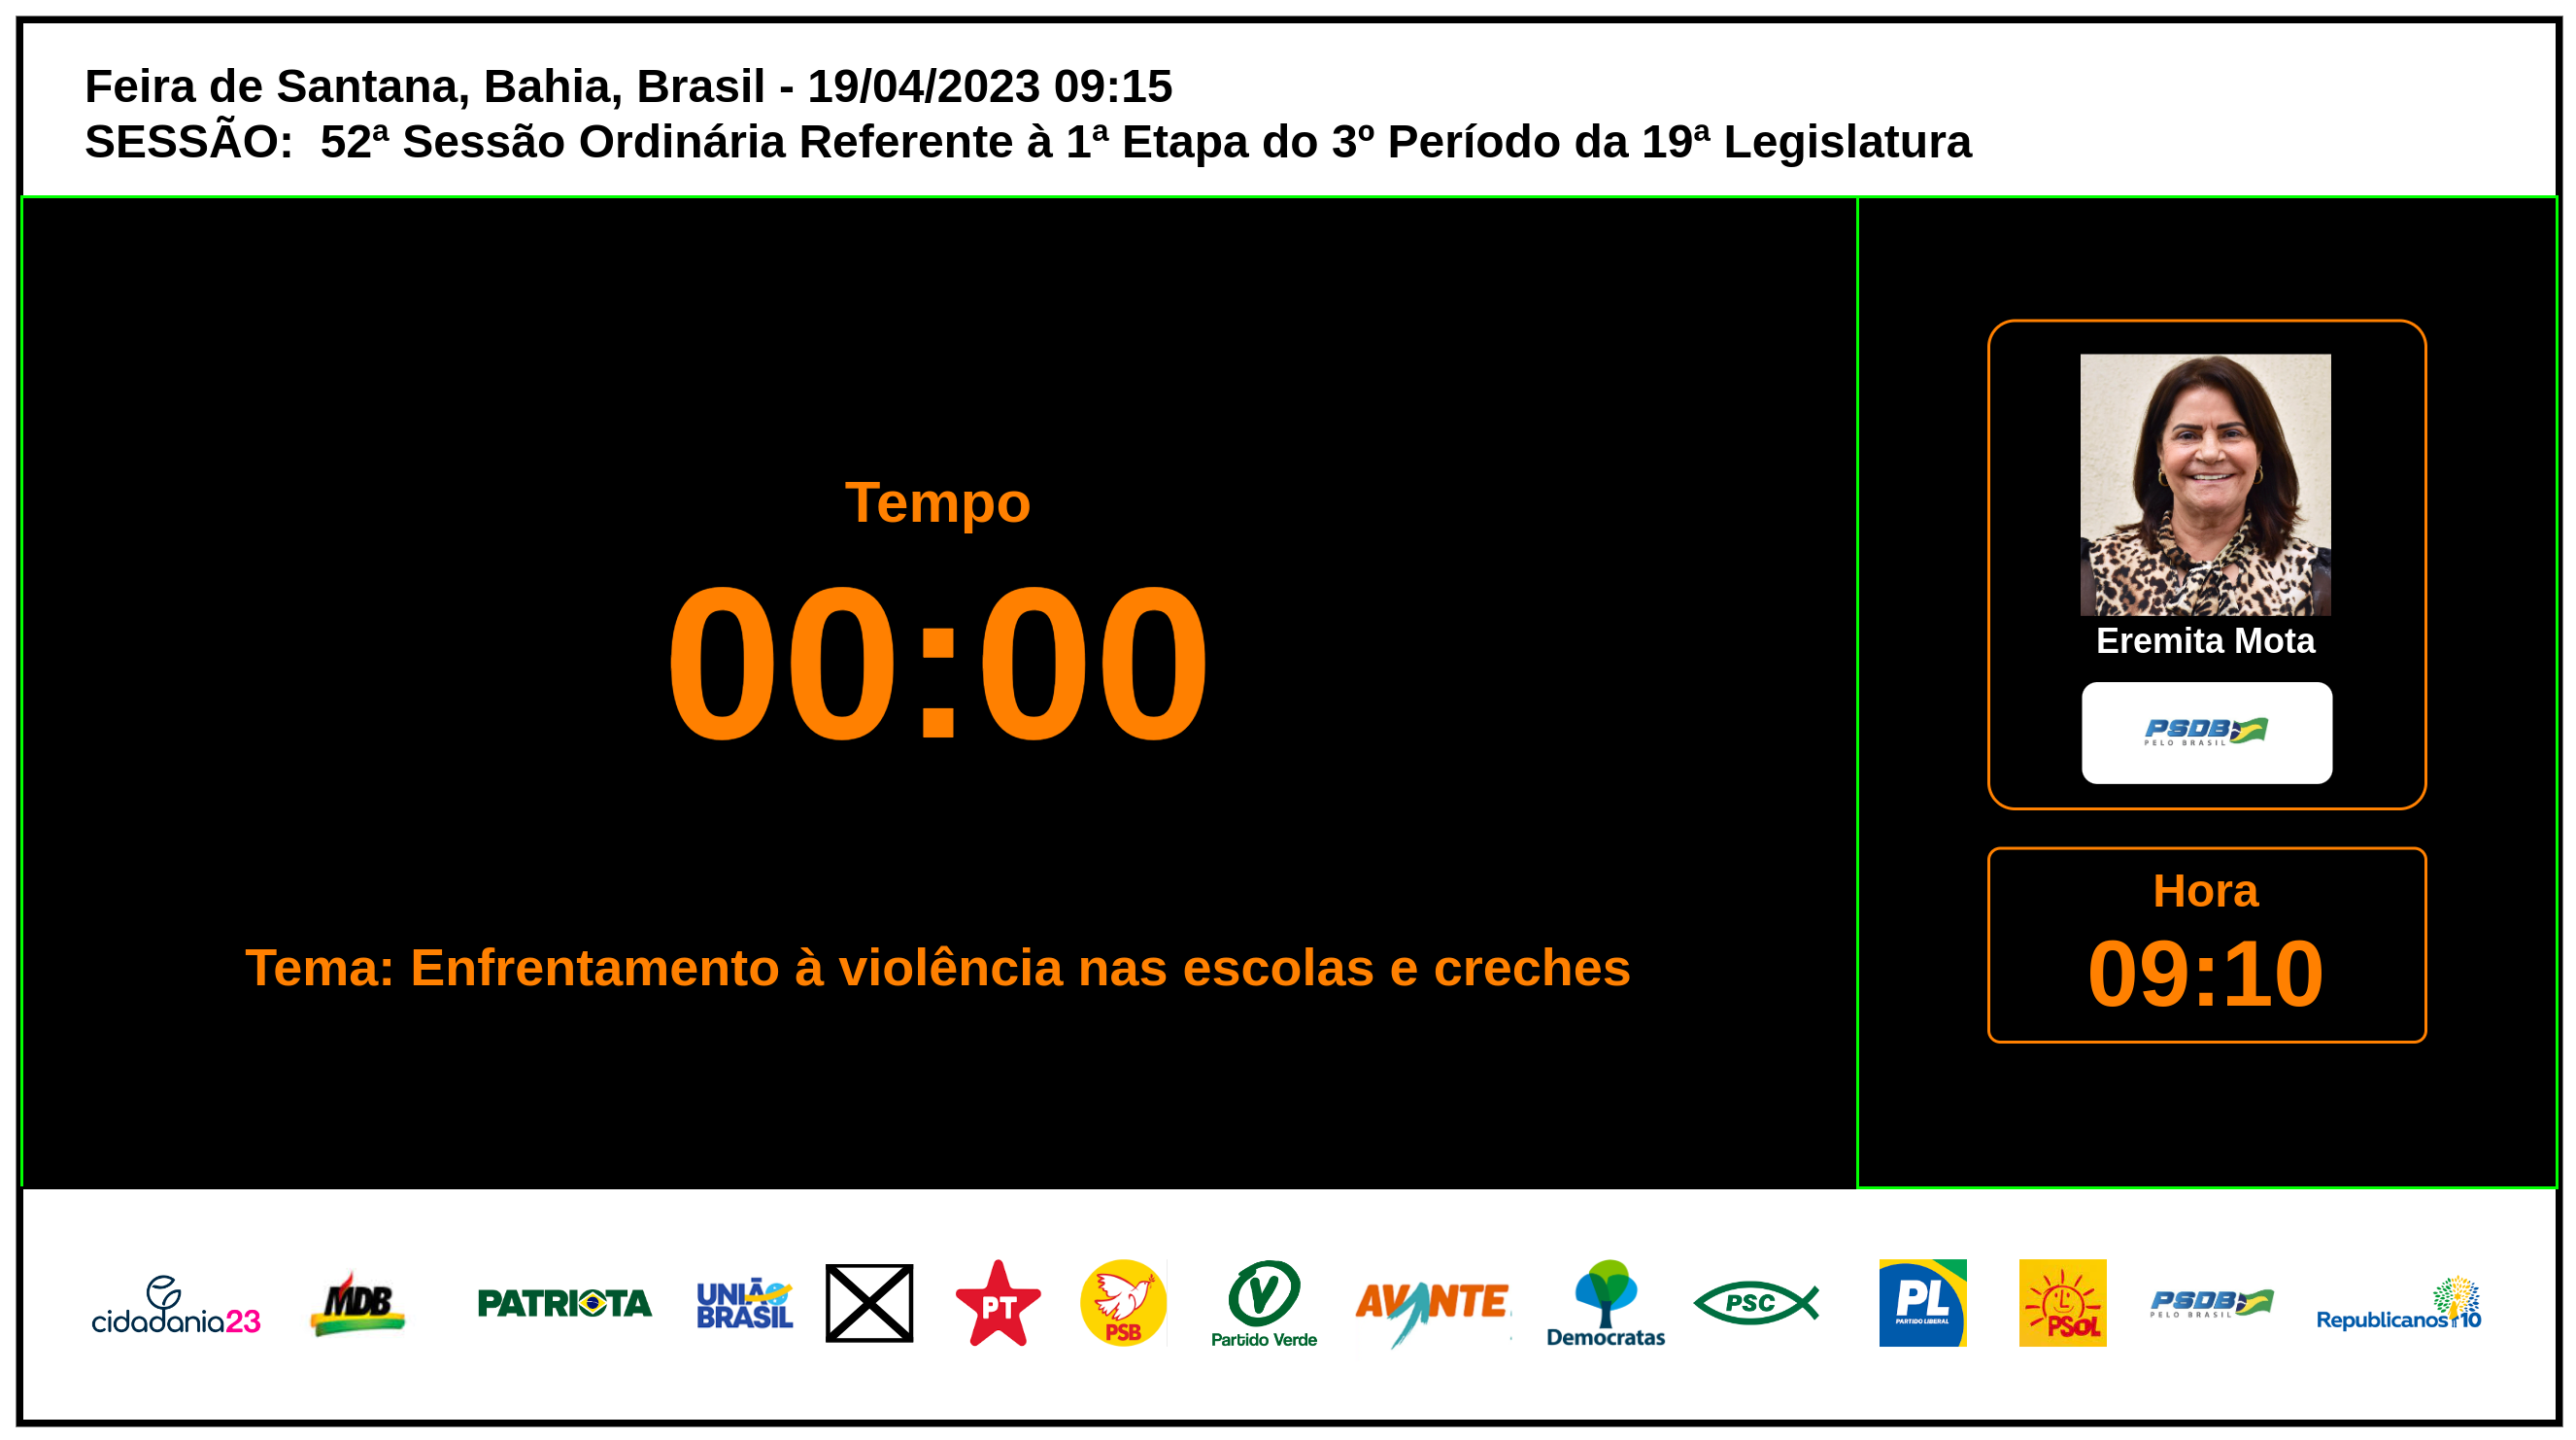 Feira de Santana, Bahia, Brasil - 19/04/2023 09:15
SESSÃO:  52ª Sessão Ordinária Referente à 1ª Etapa do 3º Período da 19ª Legislatura
Tempo
00:00
Tema: Enfrentamento à violência nas escolas e creches
Eremita Mota
PSDB
PELO BRASIL
Hora
09:10
cidadania23
MDB
PATRIOTA
UNIÃO
BRASIL
PT
PSB
Partido Verde
AVANTE
Democratas
PSC
PL
PARTIDO LIBERAL
PSOL
PSDB
PELO BRASIL
Republicanos 10